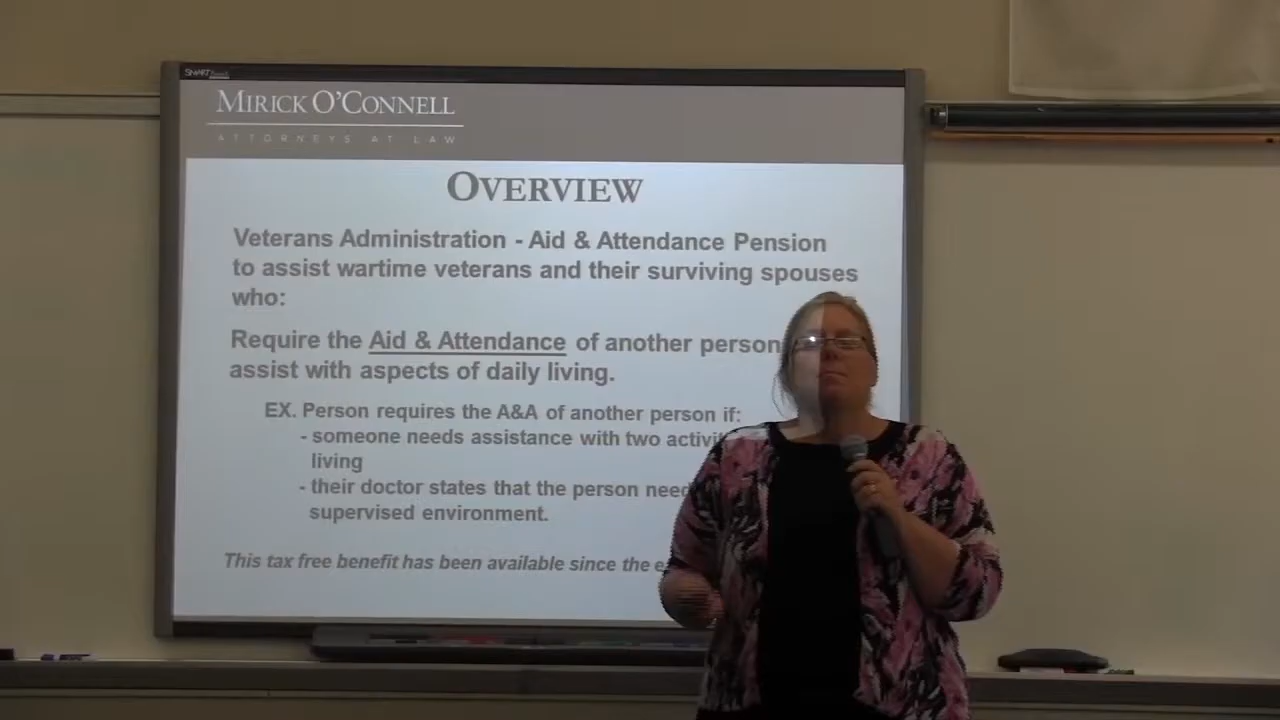 SMART
MIRICK O'CONNELL
ATTORNEYS AT LAW
OVERVIEW
Veterans Administration - Aid & Attendance Pension
to assist wartime veterans and their surviving spouses
who:
Require the Aid & Attendance of another person
assist with aspects of daily living.
EX. Person requires the A&A of another person if:
- someone needs assistance with two
living
- their doctor states that the person
supervised environment.
This tax free benefit has been available since the